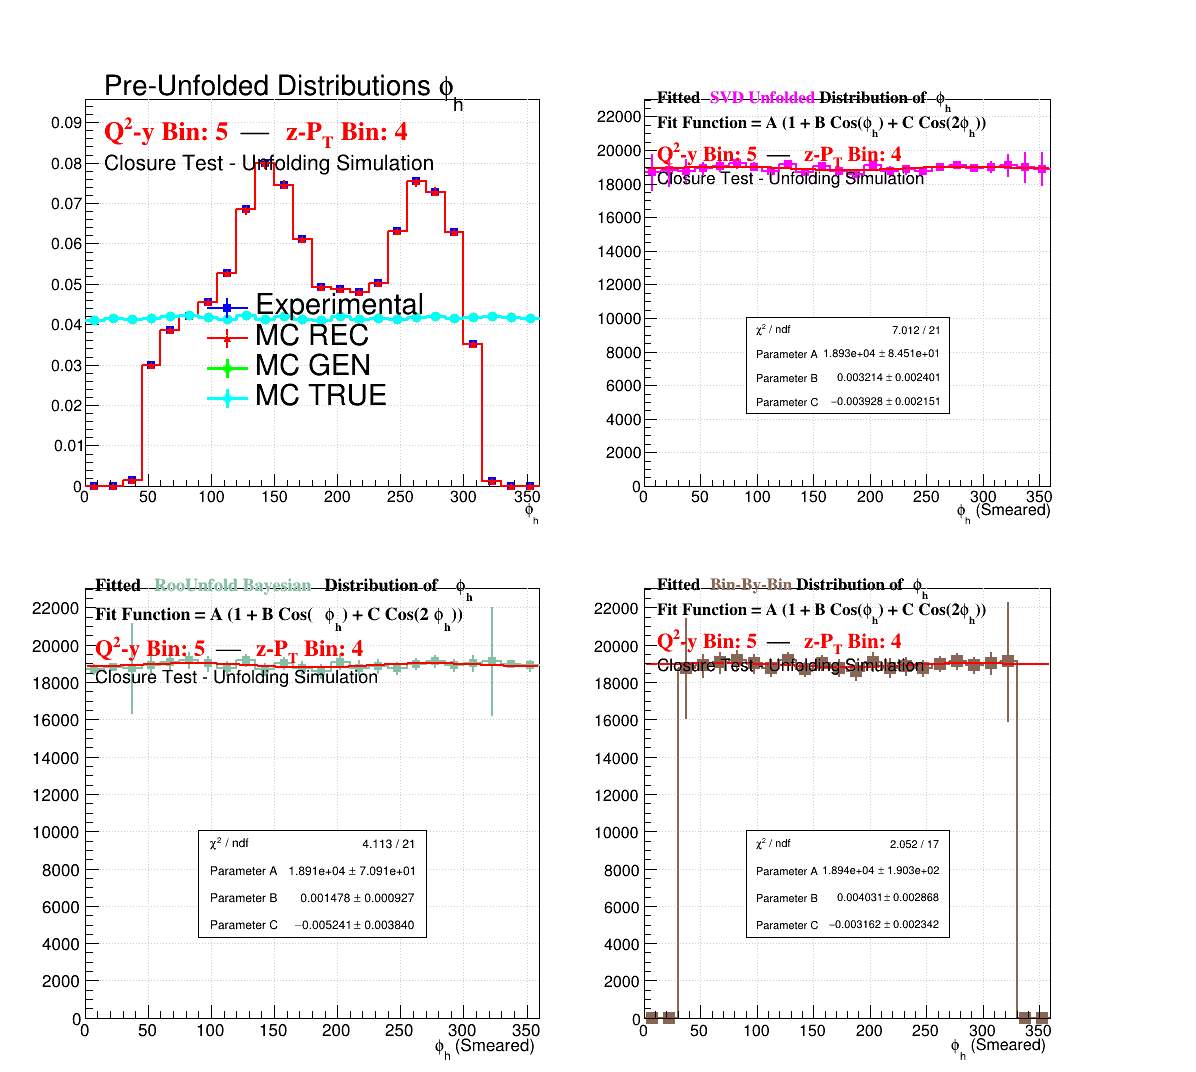 Pre-Unfolded Distributions ϕh
Q²-y Bin: 5 — z-PT Bin: 4
Closure Test - Unfolding Simulation
Experimental
MC REC
MC GEN
MC TRUE
0.09
0.08
0.07
0.06
0.05
0.04
0.03
0.02
0.01
0
0 50 100 150 200 250 300 350
ϕh
Fitted SVD Unfolded Distribution of ϕh
Fit Function = A (1 + B Cos(ϕh) + C Cos(2ϕh))
Q²-y Bin: 5 — z-PT Bin: 4
Closure Test - Unfolding Simulation
22000
20000
18000
16000
14000
12000
10000
8000
6000
4000
2000
0
χ² / ndf 7.012 / 21
Parameter A 1.893e+04 ± 8.451e+01
Parameter B 0.003214 ± 0.002401
Parameter C −0.003928 ± 0.002151
0 50 100 150 200 250 300 350
ϕh (Smeared)
Fitted RooUnfold Bayesian Distribution of ϕh
Fit Function = A (1 + B Cos( ϕh) + C Cos(2 ϕh))
Q²-y Bin: 5 — z-PT Bin: 4
Closure Test - Unfolding Simulation
22000
20000
18000
16000
14000
12000
10000
8000
6000
4000
2000
0
χ² / ndf 4.113 / 21
Parameter A 1.891e+04 ± 7.091e+01
Parameter B 0.001478 ± 0.000927
Parameter C −0.005241 ± 0.003840
0 50 100 150 200 250 300 350
ϕh (Smeared)
Fitted Bin-By-Bin Distribution of ϕh
Fit Function = A (1 + B Cos(ϕh) + C Cos(2ϕh))
Q²-y Bin: 5 — z-PT Bin: 4
Closure Test - Unfolding Simulation
22000
20000
18000
16000
14000
12000
10000
8000
6000
4000
2000
0
χ² / ndf 2.052 / 17
Parameter A 1.894e+04 ± 1.903e+02
Parameter B 0.004031 ± 0.002868
Parameter C −0.003162 ± 0.002342
0 50 100 150 200 250 300 350
ϕh (Smeared)